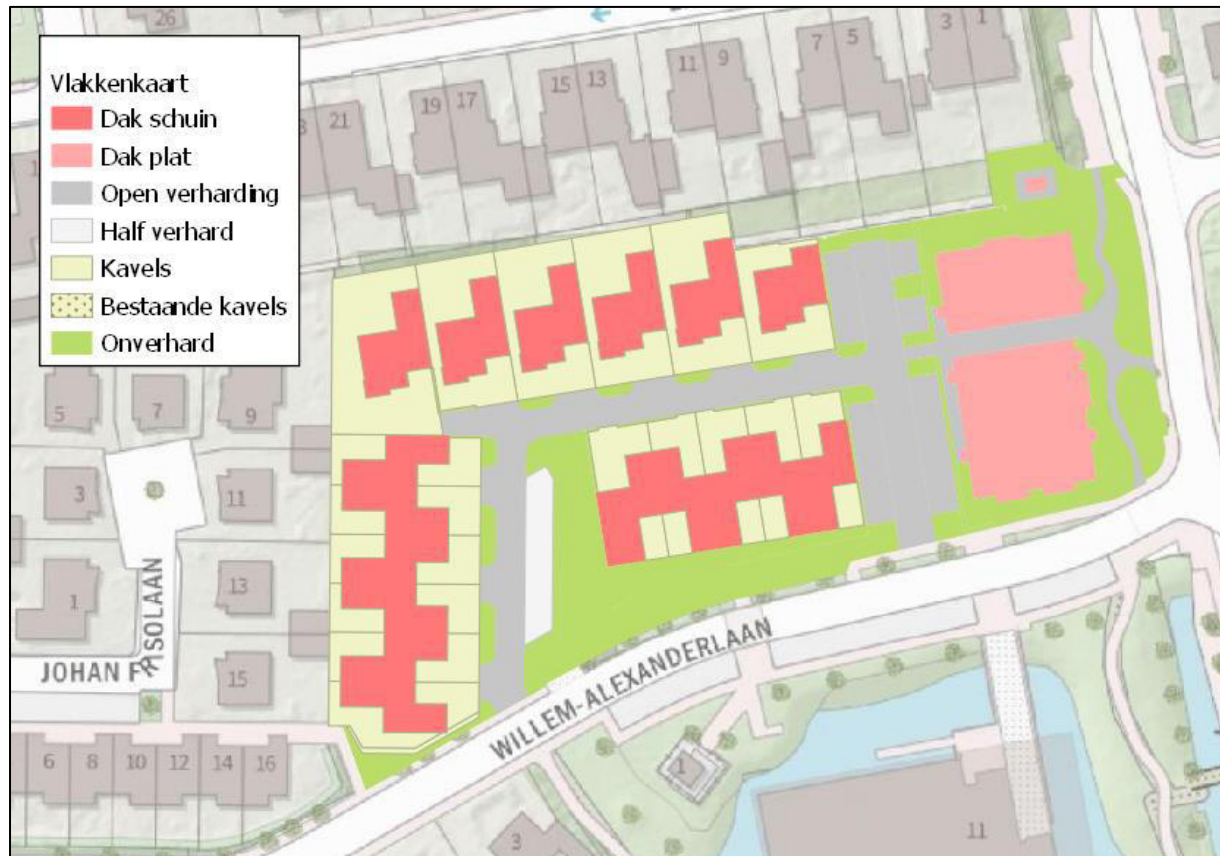 26
Vlakkenkaart
Dak schuin
Dak plat
Open verharding
Half verhard
Kavels
Bestaande kavels
Onverhard
21
19
17
15
13
11
9
7
5
3
1
5
7
9
3
11
13
1
15
JOHAN FRISOLAAN
WILLEM-ALEXANDERLAAN
6
8
10
12
14
16
1
3
11